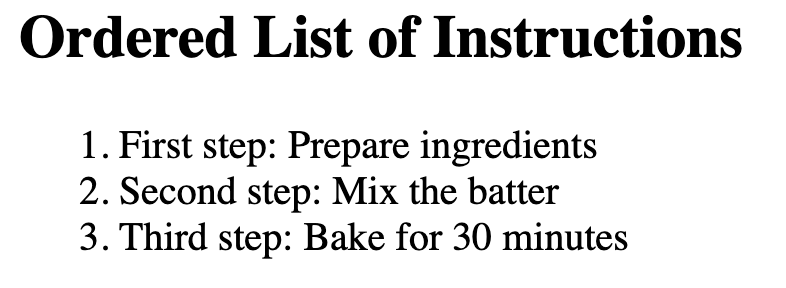 Ordered List of Instructions
1. First step: Prepare ingredients
2. Second step: Mix the batter
3. Third step: Bake for 30 minutes